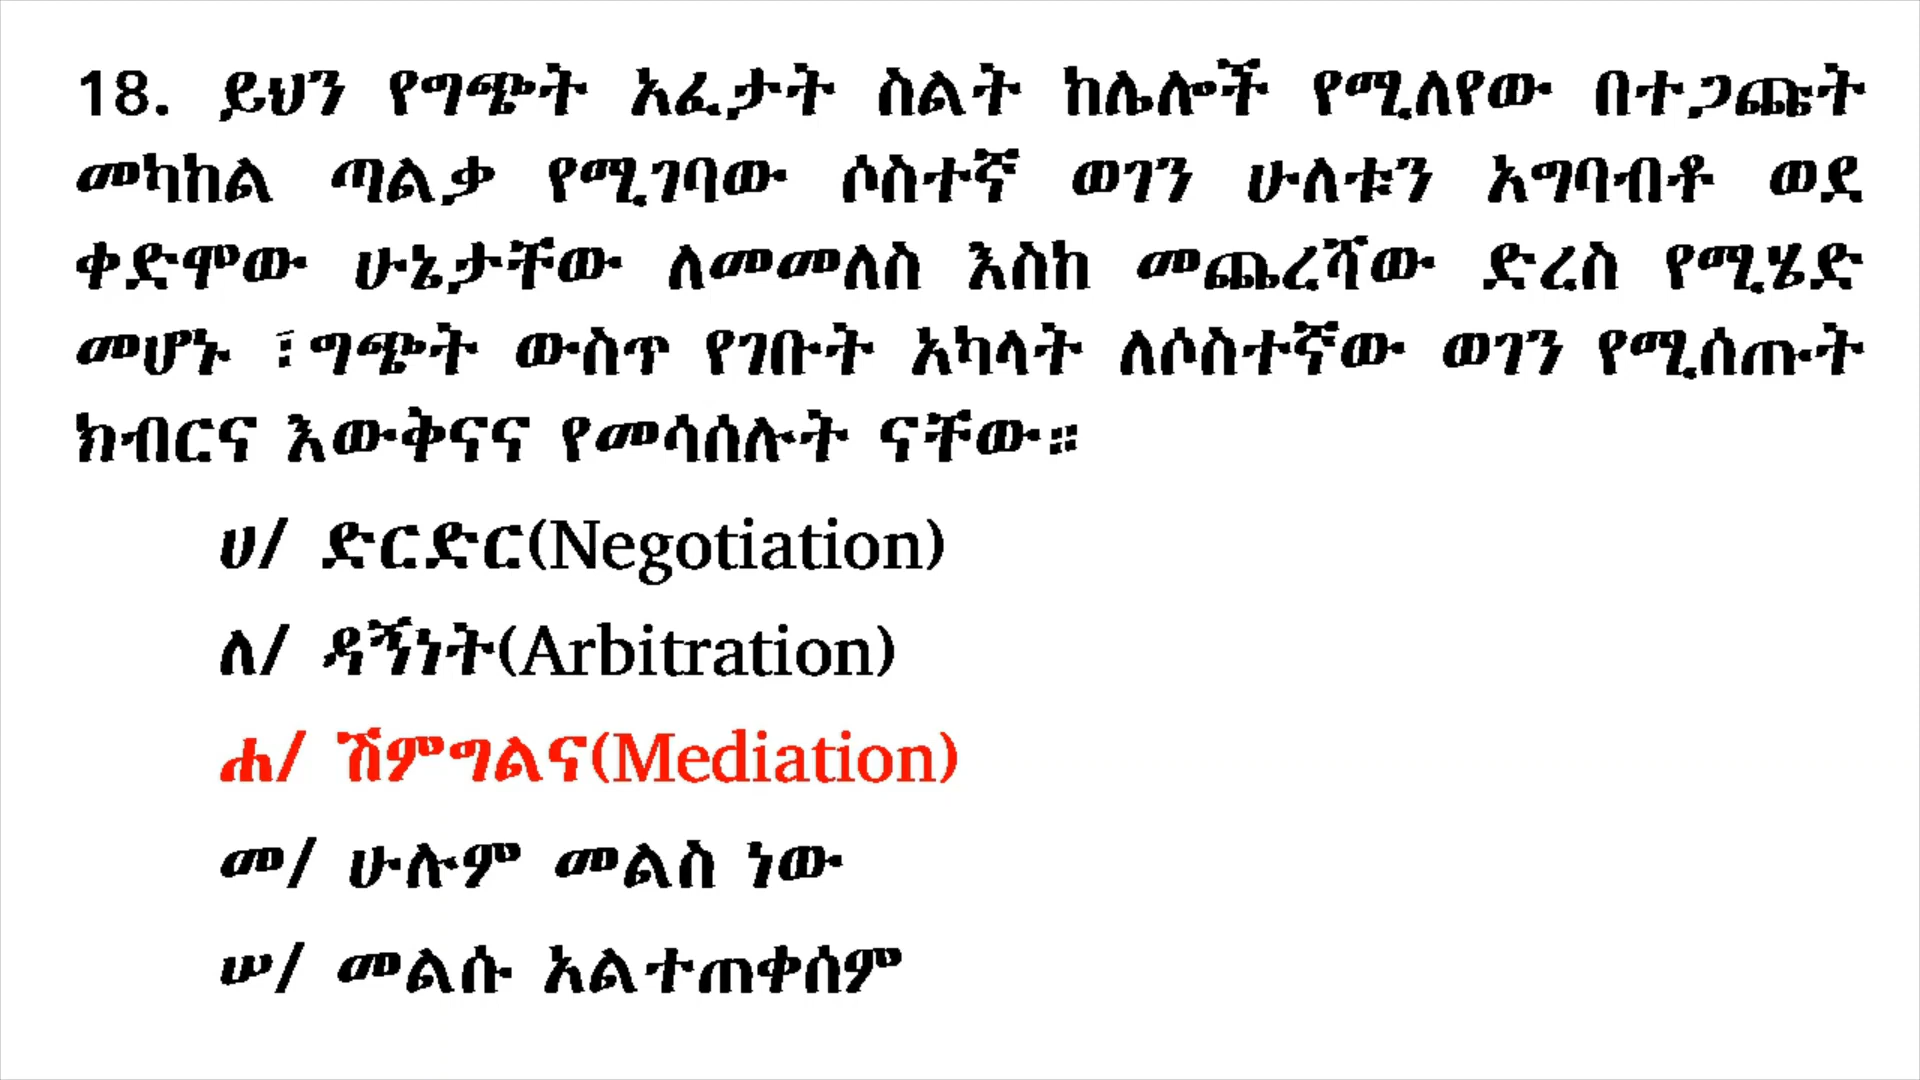 18. ይህን የግጭት አፈታት ስልት ከሌሎች የሚለየው በተጋጩት
መካከል ጣልቃ የሚገባው ሶስተኛ ወገን ሁለቱን አግባብቶ ወደ
ቀድሞው ሁኔታቸው ለመመለስ እስከ መጨረሻው ድረስ የሚሄድ
መሆኑ ፣ግጭት ውስጥ የገቡት አካላት ለሶስተኛው ወገን የሚሰጡት
ክብርና እውቅናና የመሳሰሉት ናቸው።
ሀ/ ድርድር(Negotiation)
ለ/ ዳኝነት(Arbitration)
ሐ/ ሽምግልና(Mediation)
መ/ ሁሉም መልስ ነው
ሠ/ መልሱ አልተጠቀሰም